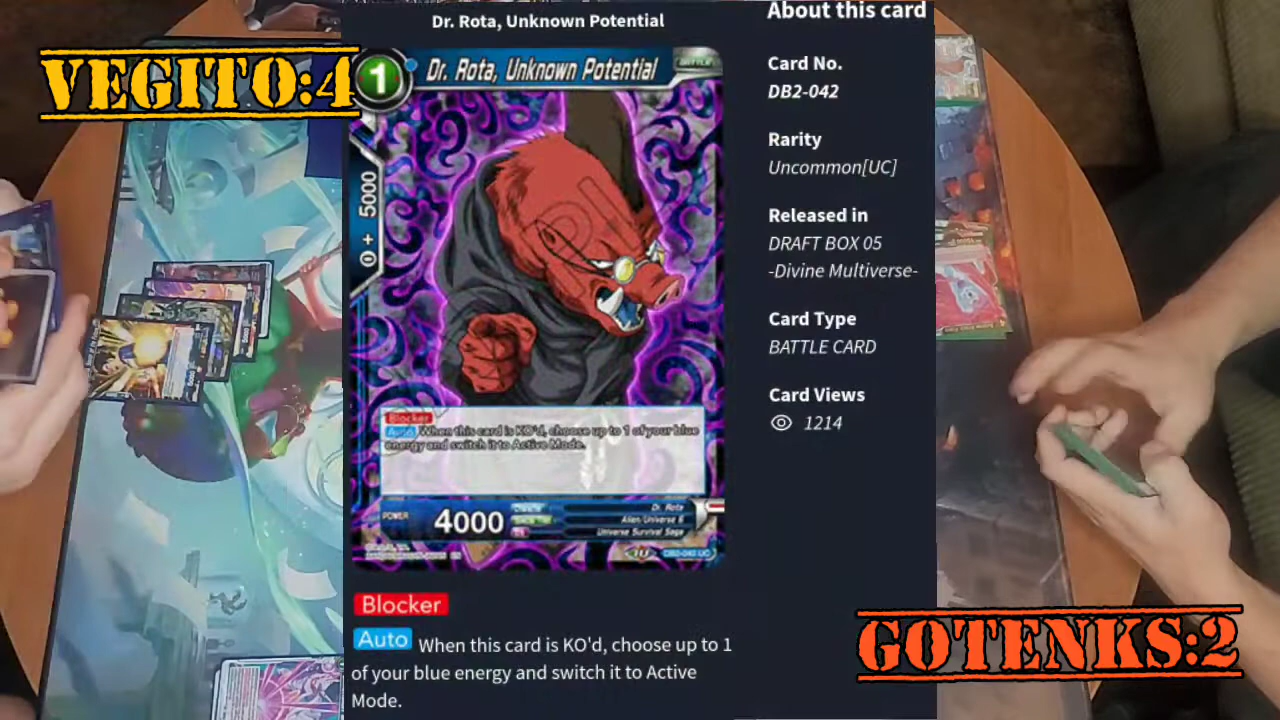 Dr. Rota, Unknown Potential
About this card
VEGITO:4
1
Dr. Rota, Unknown Potential
BATTLE
Card No.
DB2-042
Rarity
Uncommon[UC]
5000
Released in
DRAFT BOX 05
-Divine Multiverse-
Card Type
BATTLE CARD
Card Views
1214
Blocker
Auto When this card is KO'd, choose up to 1 of your blue
energy and switch it to Active Mode.
POWER
4000
Dr. Rota
Alien/Universe 6
Universe Survival Saga
DB2-042 UC
Blocker
Auto When this card is KO'd, choose up to 1
of your blue energy and switch it to Active
Mode.
GOTENKS:2